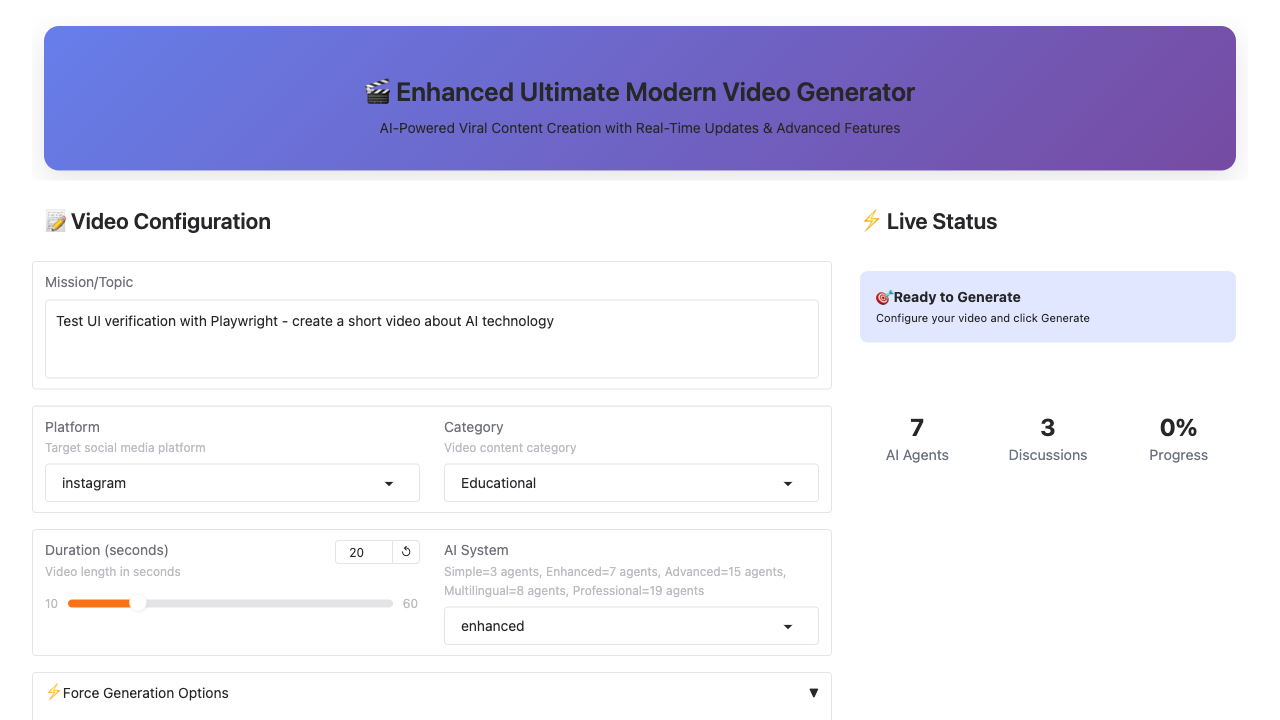 🎬 Enhanced Ultimate Modern Video Generator
AI-Powered Viral Content Creation with Real-Time Updates & Advanced Features
📝 Video Configuration
Mission/Topic
Test UI verification with Playwright - create a short video about AI technology
Platform
Target social media platform
instagram
Category
Video content category
Educational
Duration (seconds)
20
Video length in seconds
10
60
AI System
Simple=3 agents, Enhanced=7 agents, Advanced=15 agents,
Multilingual=8 agents, Professional=19 agents
enhanced
⚡Force Generation Options
⚡ Live Status
🎯Ready to Generate
Configure your video and click Generate
7
AI Agents
3
Discussions
0%
Progress